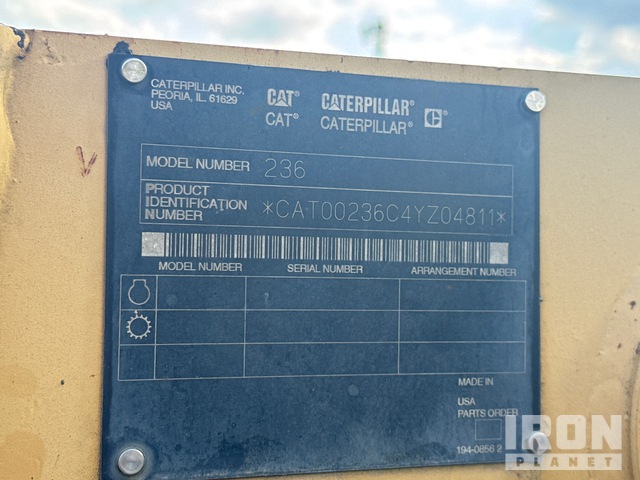 CATERPILLAR INC.
PEORIA, IL. 61629
USA
CAT® CATERPILLAR® C®
CAT® CATERPILLAR®
MODEL NUMBER 236
PRODUCT
IDENTIFICATION
NUMBER *CAT00236C4YZ04811*
MODEL NUMBER SERIAL NUMBER ARRANGEMENT NUMBER
MADE IN
USA
PARTS ORDER
194-0856 2
IRON
PLANET